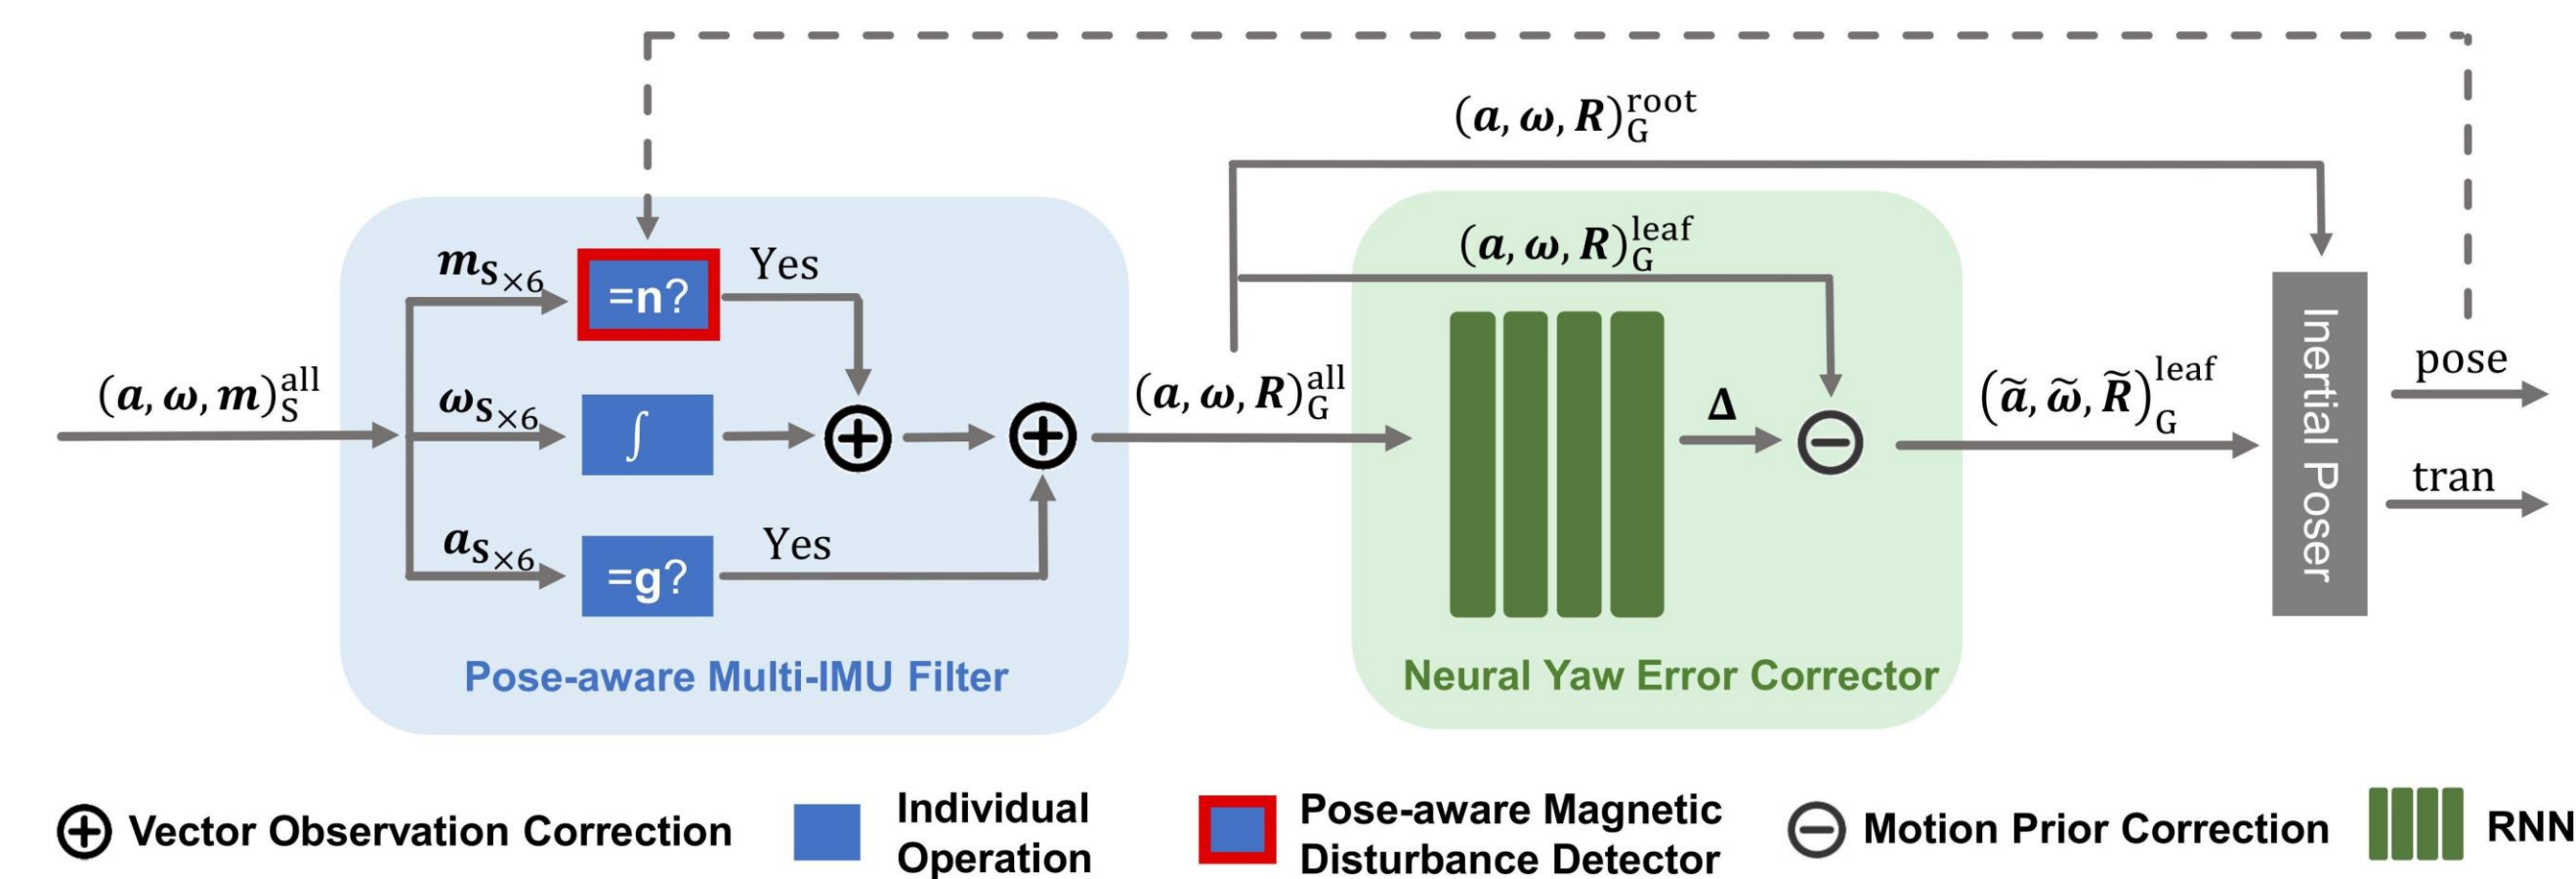 (a, ω, R)_G^root
(a, ω, R)_G^leaf
m_S×6
=n?
Yes
(a, ω, m)_S^all
ω_S×6
∫
(a, ω, R)_G^all
Δ
(ã, ω̃, R̃)_G^leaf
Inertial Poser
pose
tran
a_S×6
=g?
Yes
Pose-aware Multi-IMU Filter
Neural Yaw Error Corrector
Vector Observation Correction
Individual
Operation
Pose-aware Magnetic
Disturbance Detector
Motion Prior Correction
RNN